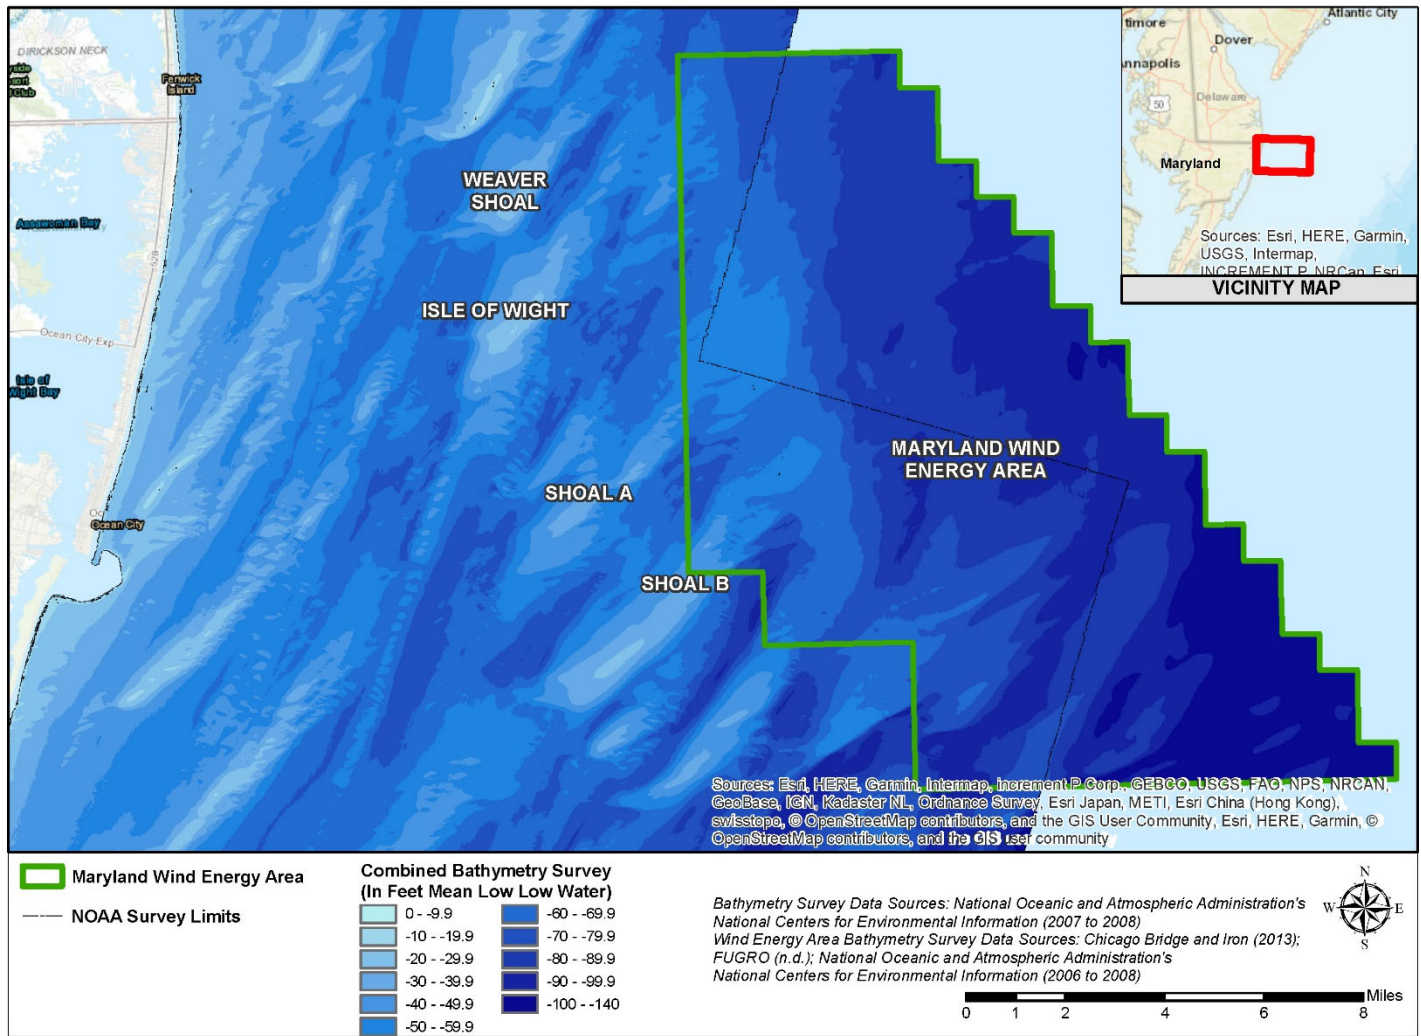 DIRICKSON NECK
Fenwick
Island
WEAVER
SHOAL
Assawoman Bay
528
ISLE OF WIGHT
Ocean City Exp
Isle of
Wight Bay
MARYLAND WIND
ENERGY AREA
SHOAL A
Ocean City
SHOAL B
timore
Atlantic City
Dover
Annapolis
50
Delaware
Maryland
Sources: Esri, HERE, Garmin,
USGS, Intermap,
INCREMENT P, NRCan, Esri
VICINITY MAP
Sources: Esri, HERE, Garmin, Intermap, increment P Corp., GEBCO, USGS, FAO, NPS, NRCAN,
GeoBase, IGN, Kadaster NL, Ordnance Survey, Esri Japan, METI, Esri China (Hong Kong),
swisstopo, © OpenStreetMap contributors, and the GIS User Community, Esri, HERE, Garmin, ©
OpenStreetMap contributors, and the GIS user community
Maryland Wind Energy Area
NOAA Survey Limits
Combined Bathymetry Survey
(In Feet Mean Low Low Water)
0 - -9.9
-10 - -19.9
-20 - -29.9
-30 - -39.9
-40 - -49.9
-50 - -59.9
-60 - -69.9
-70 - -79.9
-80 - -89.9
-90 - -99.9
-100 - -140
Bathymetry Survey Data Sources: National Oceanic and Atmospheric Administration's
National Centers for Environmental Information (2007 to 2008)
Wind Energy Area Bathymetry Survey Data Sources: Chicago Bridge and Iron (2013);
FUGRO (n.d.); National Oceanic and Atmospheric Administration's
National Centers for Environmental Information (2006 to 2008)
N
W E
S
Miles
0 1 2 4 6 8